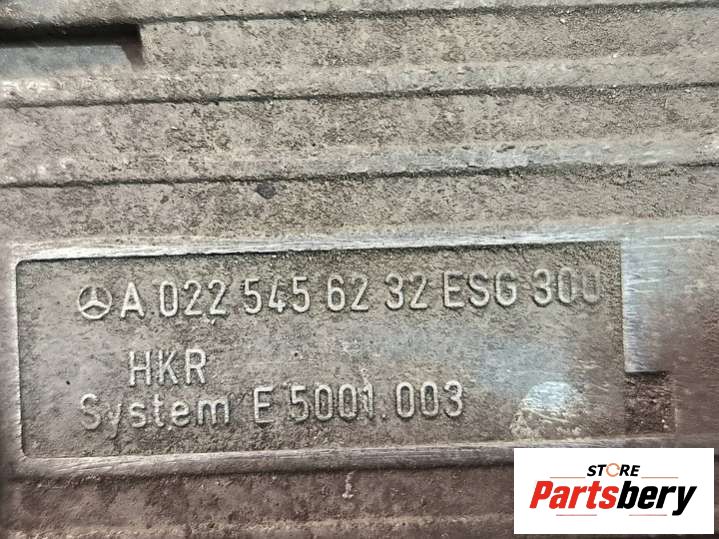 A 022 545 62 32 ESG 300
HKR
System E 5001.003
STORE
Partsbery